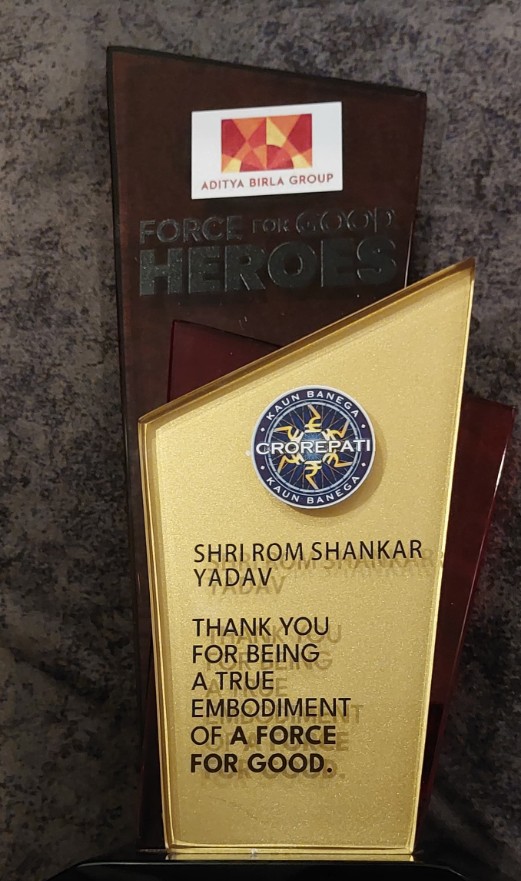 ADITYA BIRLA GROUP
FORCE FOR GOOD
HEROES
KAUN BANEGA
CROREPATI
KAUN BANEGA
SHRI ROM SHANKAR
YADAV
THANK YOU
FOR BEING
A TRUE
EMBODIMENT
OF A FORCE
FOR GOOD.